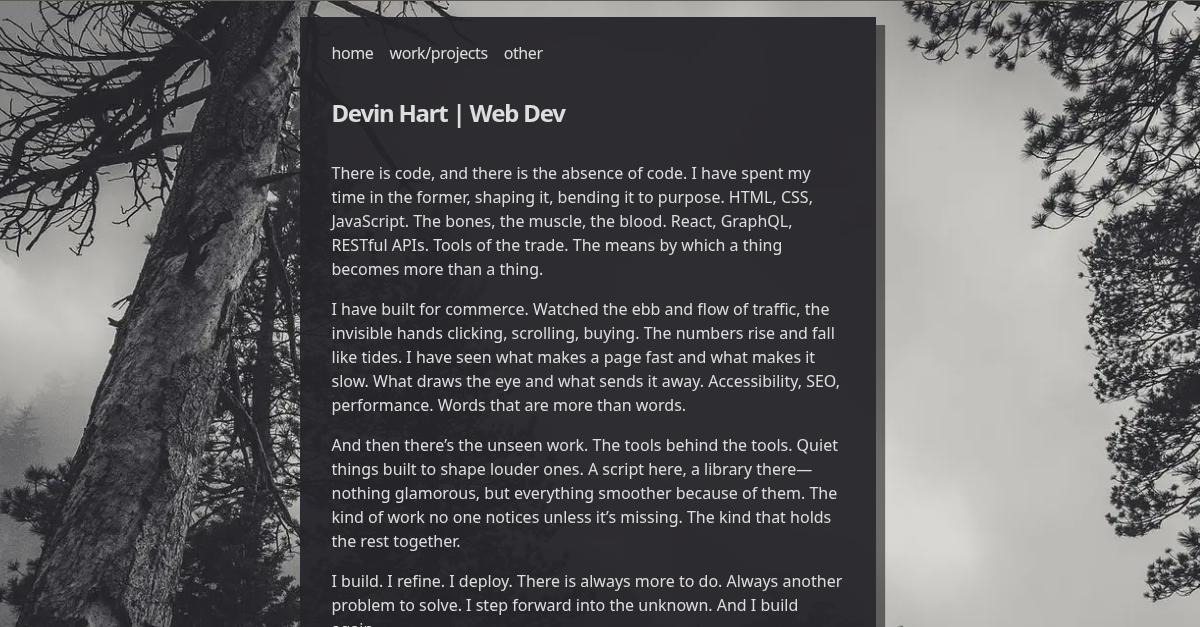 home work/projects other
Devin Hart | Web Dev
There is code, and there is the absence of code. I have spent my
time in the former, shaping it, bending it to purpose. HTML, CSS,
JavaScript. The bones, the muscle, the blood. React, GraphQL,
RESTful APIs. Tools of the trade. The means by which a thing
becomes more than a thing.
I have built for commerce. Watched the ebb and flow of traffic, the
invisible hands clicking, scrolling, buying. The numbers rise and fall
like tides. I have seen what makes a page fast and what makes it
slow. What draws the eye and what sends it away. Accessibility, SEO,
performance. Words that are more than words.
And then there’s the unseen work. The tools behind the tools. Quiet
things built to shape louder ones. A script here, a library there—
nothing glamorous, but everything smoother because of them. The
kind of work no one notices unless it’s missing. The kind that holds
the rest together.
I build. I refine. I deploy. There is always more to do. Always another
problem to solve. I step forward into the unknown. And I build